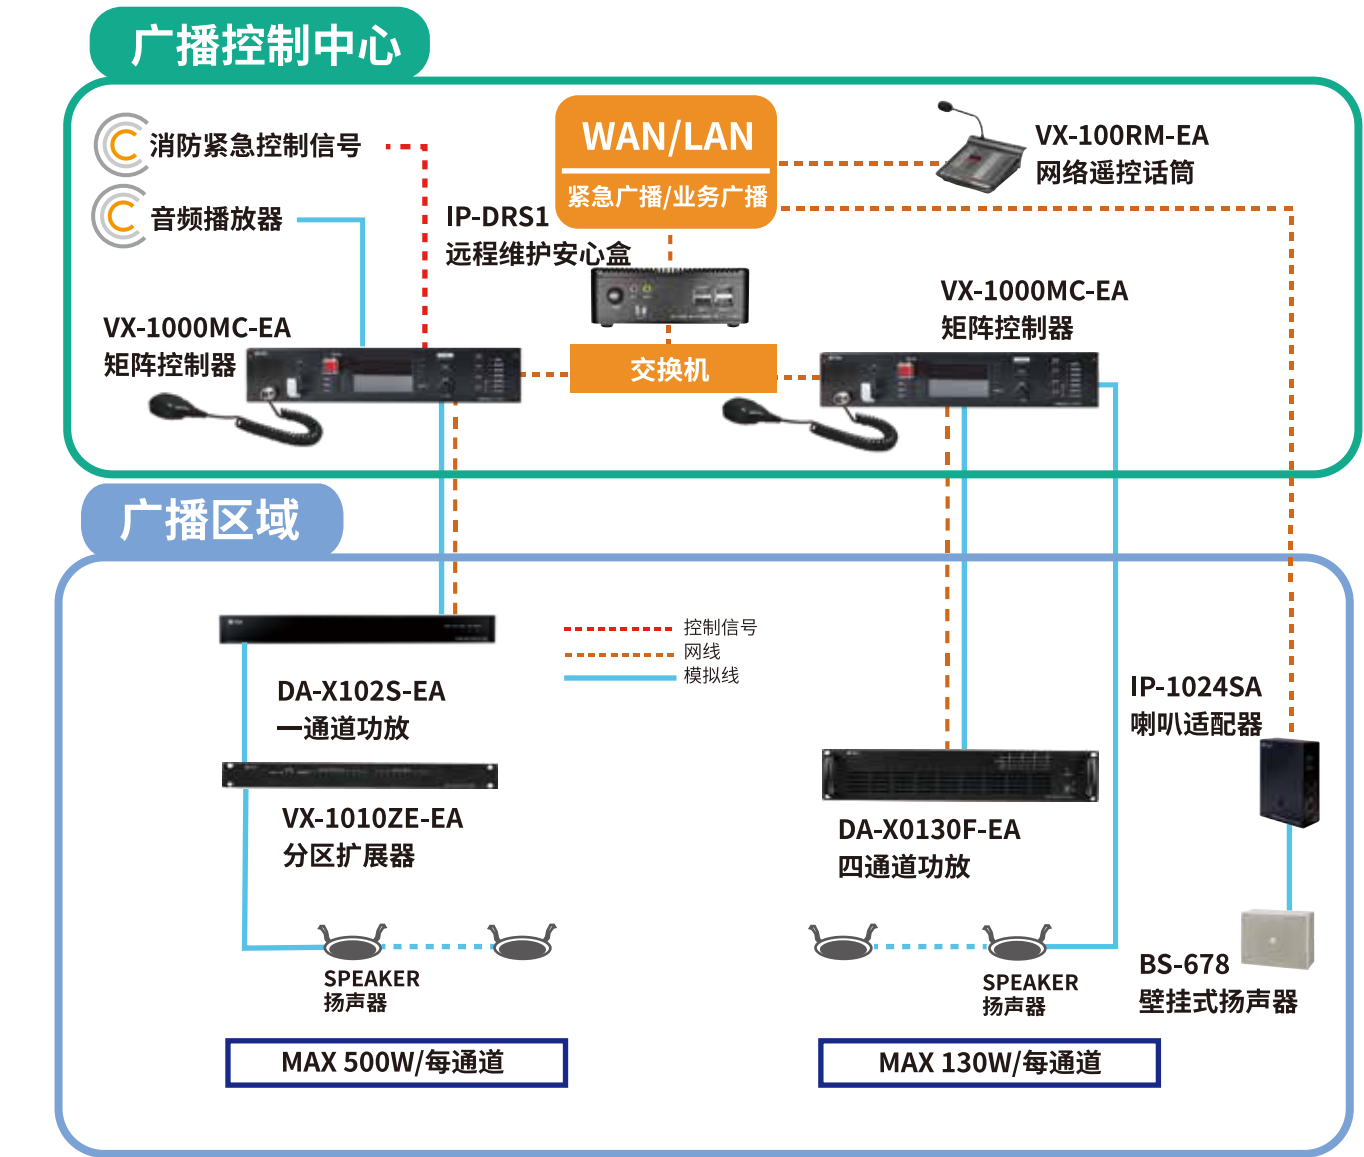 广播控制中心
消防紧急控制信号
音频播放器
WAN/LAN
紧急广播/业务广播
VX-100RM-EA
网络遥控话筒
IP-DRS1
远程维护安心盒
VX-1000MC-EA
矩阵控制器
交换机
VX-1000MC-EA
矩阵控制器
广播区域
控制信号
网线
模拟线
DA-X102S-EA
一通道功放
VX-1010ZE-EA
分区扩展器
SPEAKER
扬声器
MAX 500W/每通道
DA-X0130F-EA
四通道功放
SPEAKER
扬声器
MAX 130W/每通道
IP-1024SA
喇叭适配器
BS-678
壁挂式扬声器